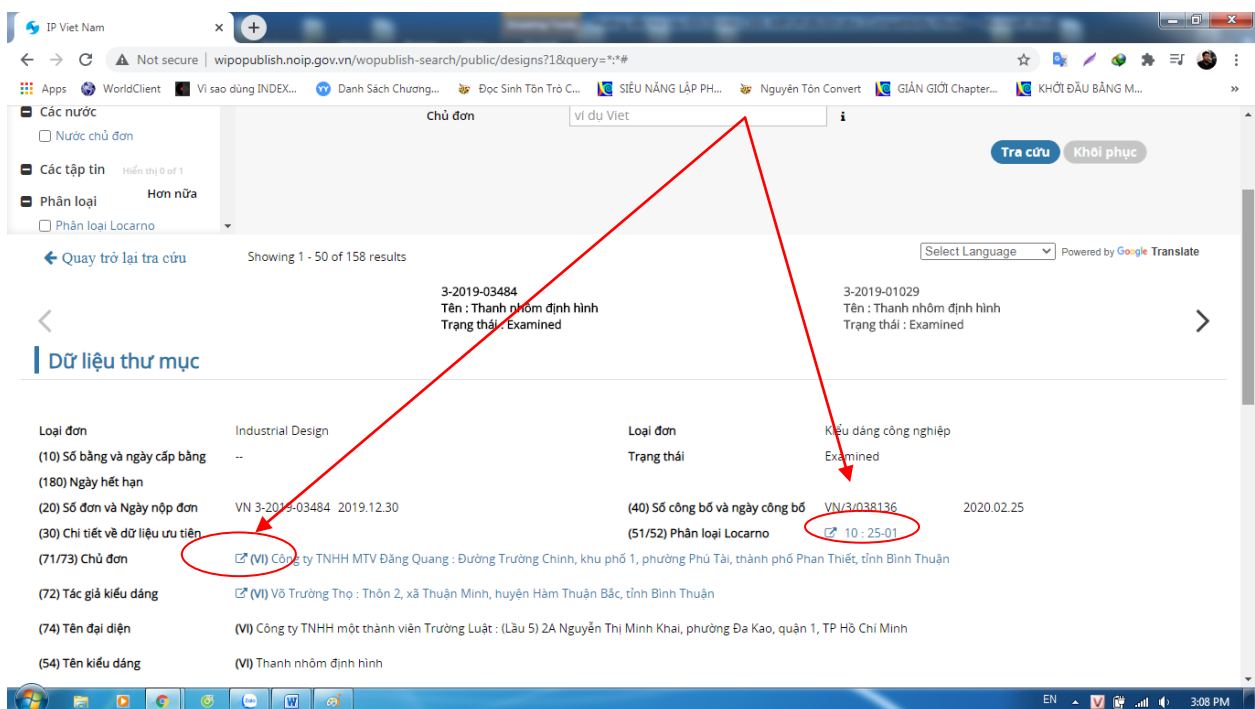 IP Viet Nam
Not secure | wipopublish.noip.gov.vn/wopublish-search/public/designs?1&query=*:*#
Apps WorldClient Vì sao dùng INDEX... Danh Sách Chương... Đọc Sinh Tồn Trò C... SIÊU NĂNG LẬP PH... Nguyên Tôn Convert GIẢN GIỚI Chapter... KHỞI ĐẦU BẰNG M... »
Các nước
Chủ đơn ví dụ Viet i
Nước chủ đơn
Tra cứu Khôi phục
Các tập tin Hiển thị 0 of 1
Hơn nữa
Phân loại
Phân loại Locarno
Quay trở lại tra cứu Showing 1 - 50 of 158 results Select Language Powered by Google Translate
3-2019-03484 3-2019-01029
Tên : Thanh nhôm định hình Tên : Thanh nhôm định hình
Trạng thái : Examined Trạng thái : Examined
Dữ liệu thư mục
Loại đơn Industrial Design Loại đơn Kiểu dáng công nghiệp
(10) Số bằng và ngày cấp bằng -- Trạng thái Examined
(180) Ngày hết hạn
(20) Số đơn và Ngày nộp đơn VN 3-2019-03484 2019.12.30 (40) Số công bố và ngày công bố VN/3/038136 2020.02.25
(30) Chi tiết về dữ liệu ưu tiên (51/52) Phân loại Locarno 10 : 25-01
(71/73) Chủ đơn (VI) Công ty TNHH MTV Đăng Quang : Đường Trường Chinh, khu phố 1, phường Phú Tài, thành phố Phan Thiết, tỉnh Bình Thuận
(72) Tác giả kiểu dáng (VI) Võ Trường Thọ : Thôn 2, xã Thuận Minh, huyện Hàm Thuận Bắc, tỉnh Bình Thuận
(74) Tên đại diện (VI) Công ty TNHH một thành viên Trường Luật : (Lầu 5) 2A Nguyễn Thị Minh Khai, phường Đa Kao, quận 1, TP Hồ Chí Minh
(54) Tên kiểu dáng (VI) Thanh nhôm định hình
EN 3:08 PM